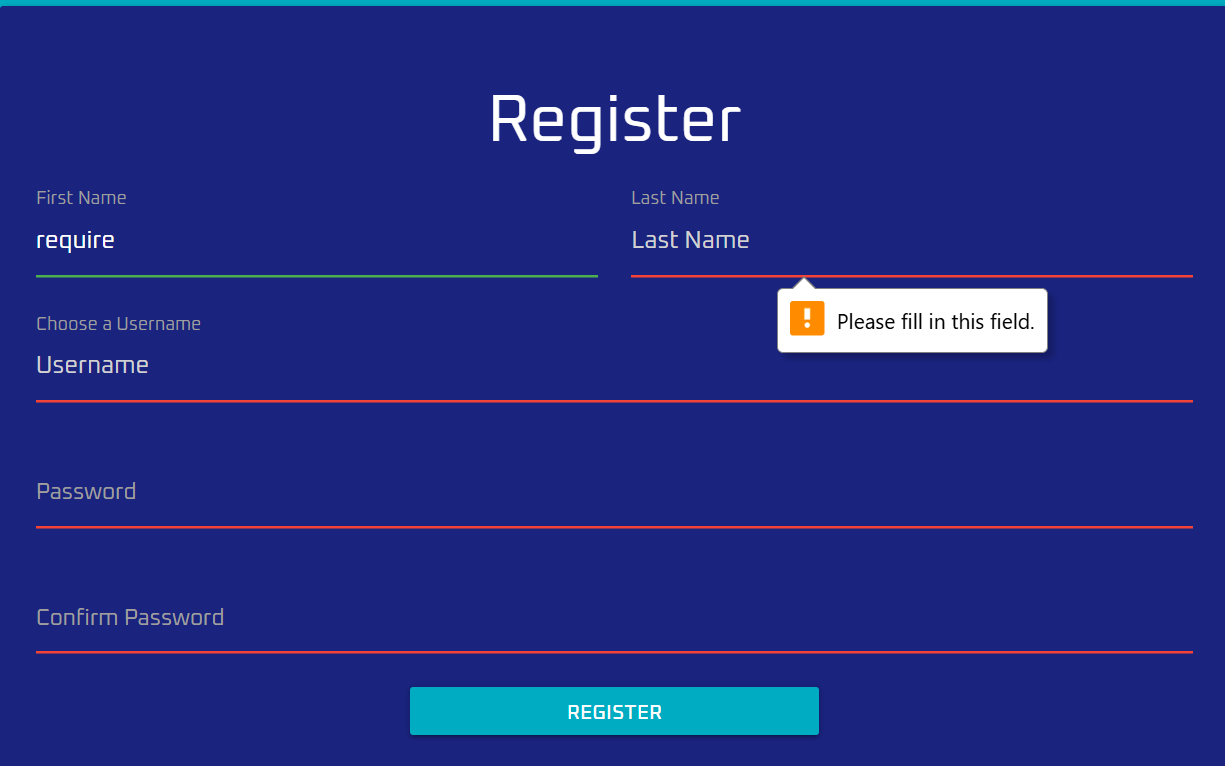 Register
First Name
Last Name
require
Last Name
Please fill in this field.
Choose a Username
Username
Password
Confirm Password
REGISTER